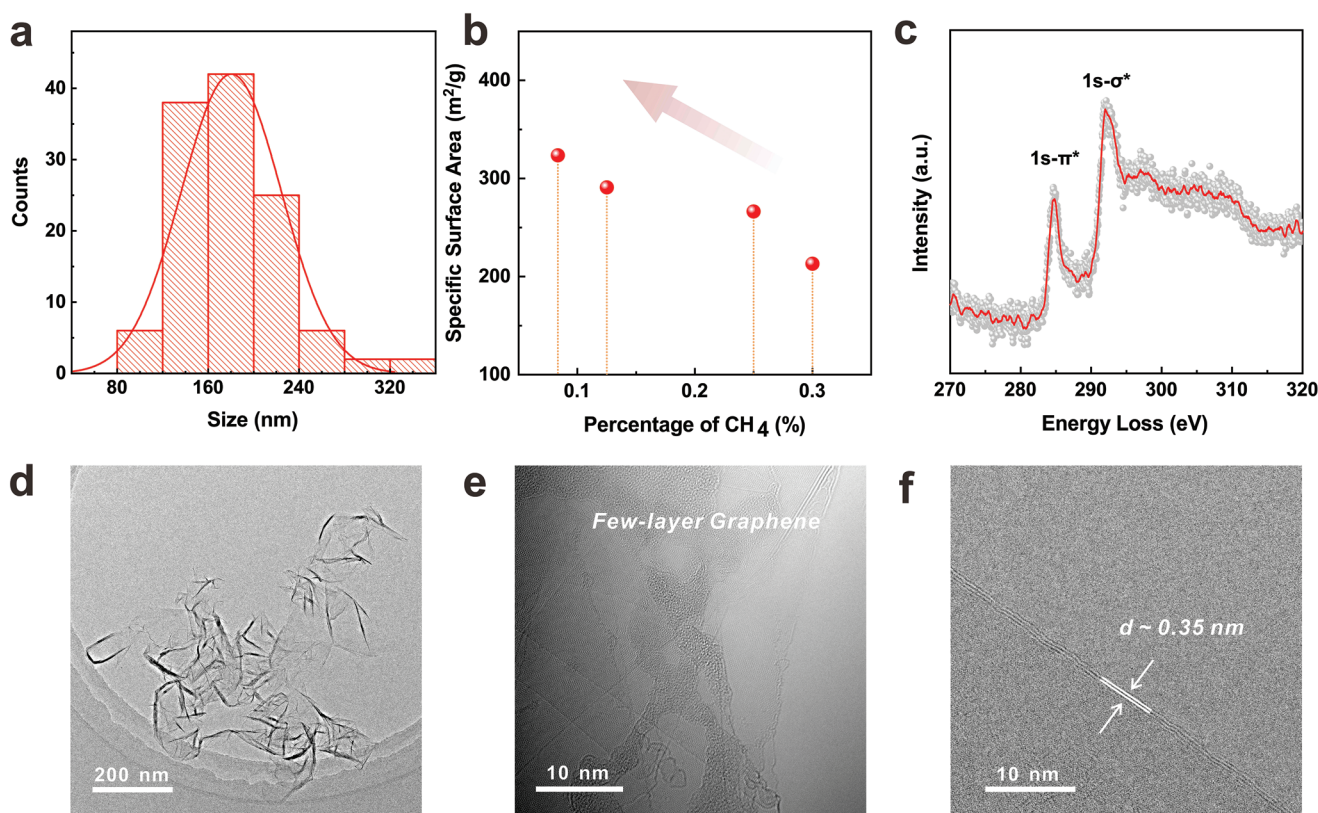 a
Counts
40
30
20
10
0
80
160
240
320
Size (nm)
b
Specific Surface Area (m²/g)
400
300
200
100
0.1
0.2
0.3
Percentage of CH₄ (%)
c
Intensity (a.u.)
1s-π*
1s-σ*
270
280
290
300
310
320
Energy Loss (eV)
d
200 nm
e
Few-layer Graphene
10 nm
f
d ~ 0.35 nm
10 nm